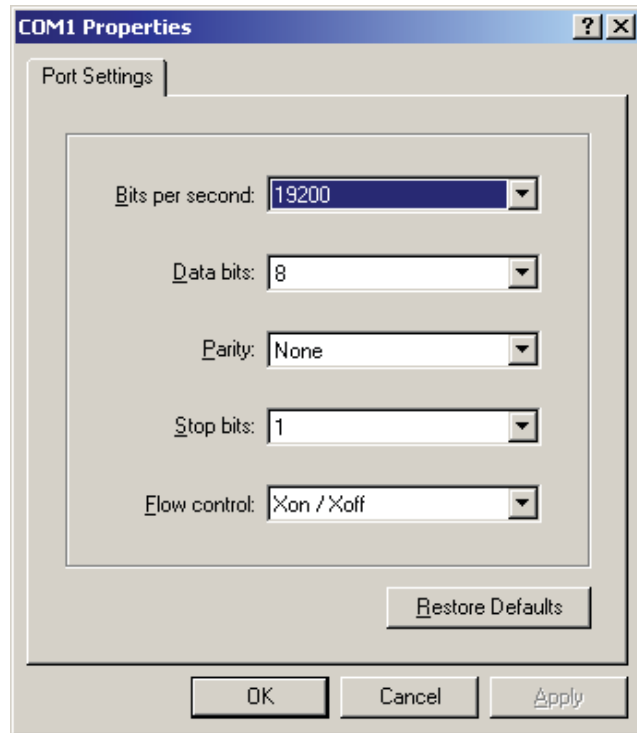 COM1 Properties
Port Settings
Bits per second: 19200
Data bits: 8
Parity: None
Stop bits: 1
Flow control: Xon / Xoff
Restore Defaults
OK Cancel Apply